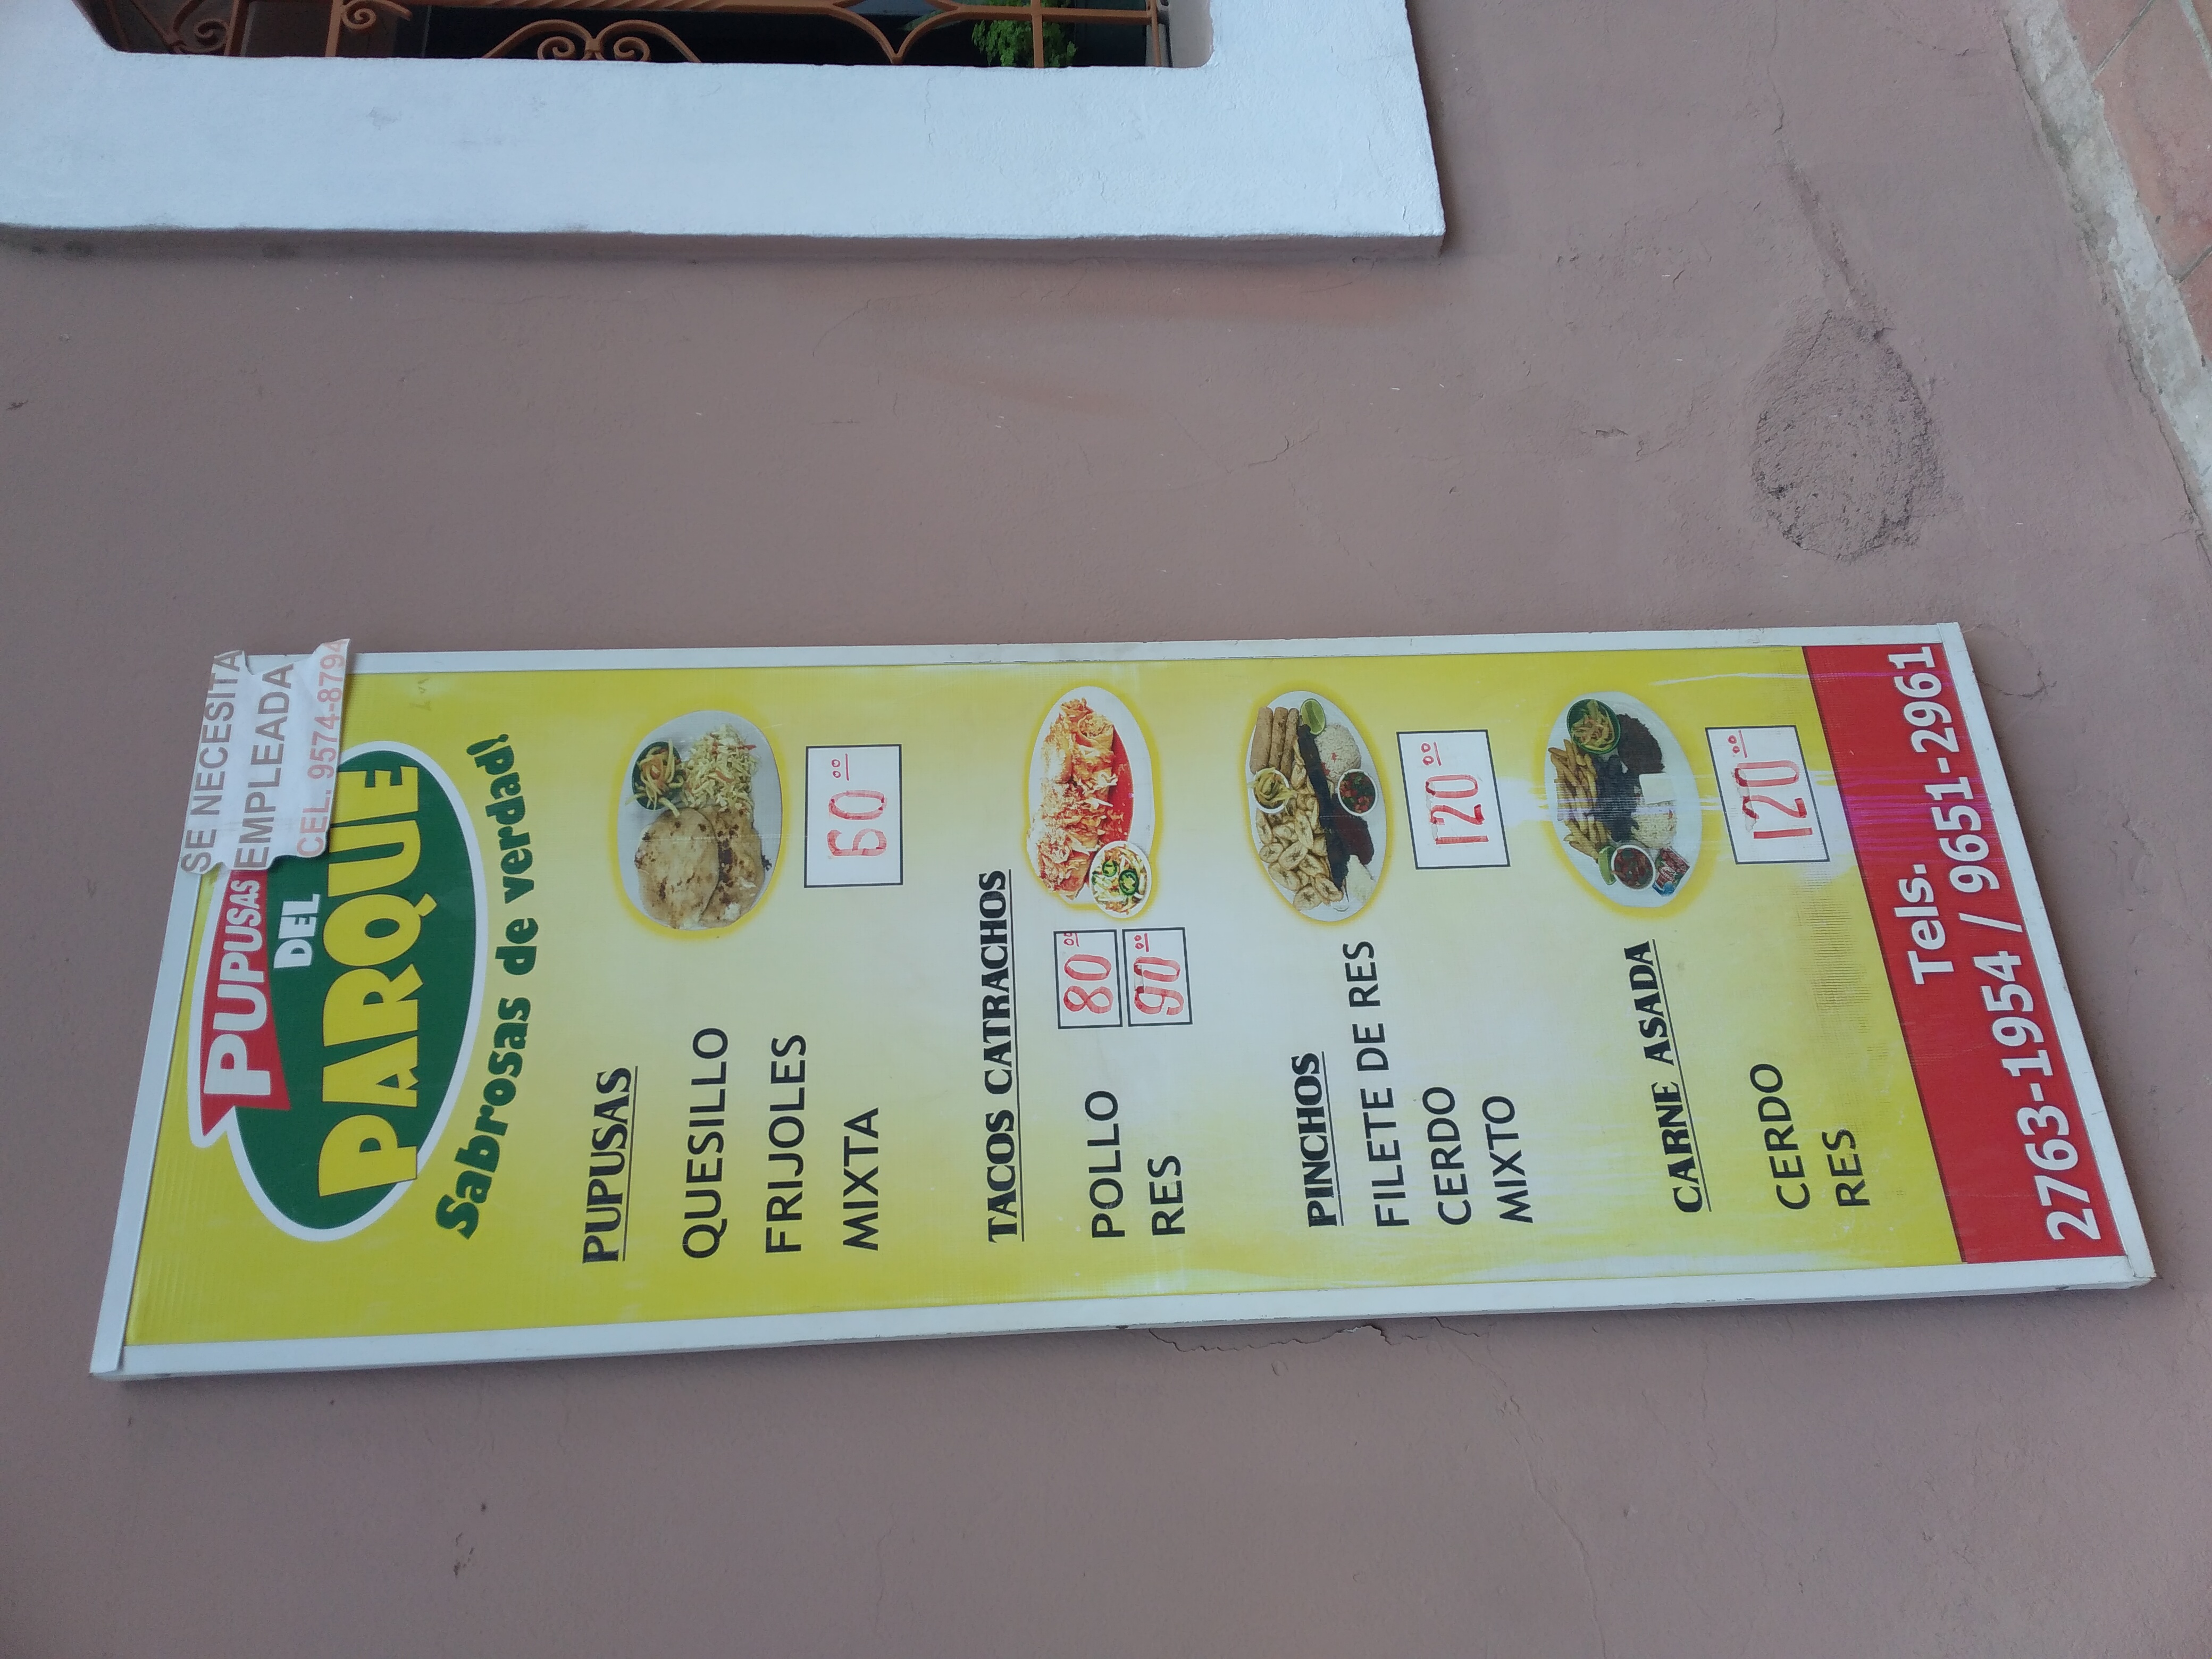 SE NECESITA
EMPLEADA
CEL. 9574-8794
PUPUSAS
DEL
PARQUE
Sabrosas de verdad!
PUPUSAS
QUESILLO
FRIJOLES
MIXTA
60.00
TACOS CATRACHOS
POLLO 80.00
RES 90.00
PINCHOS
FILETE DE RES
CERDO
MIXTO
120.00
CARNE ASADA
CERDO
RES
120.00
Tels.
2763-1954 / 9651-2961